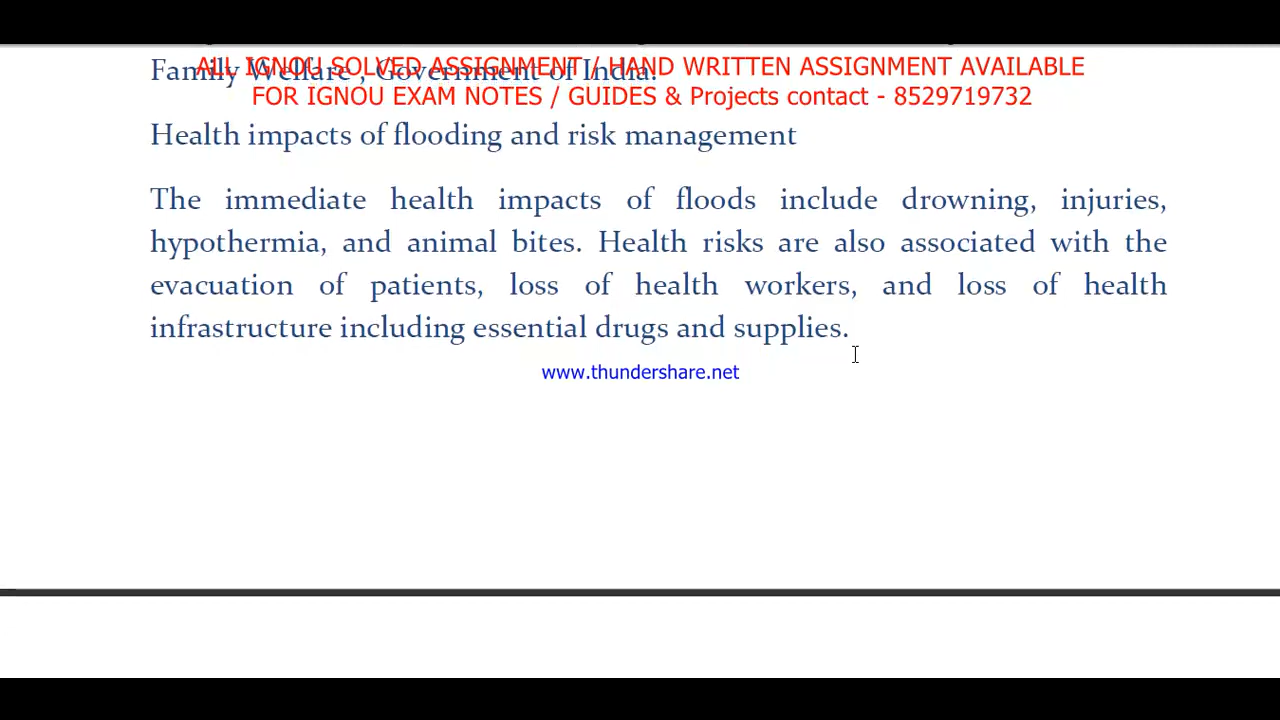 ALL IGNOU SOLVED ASSIGNMENT / HAND WRITTEN ASSIGNMENT AVAILABLE
Family Welfare , Government of India.
FOR IGNOU EXAM NOTES / GUIDES & Projects contact - 8529719732
Health impacts of flooding and risk management
The immediate health impacts of floods include drowning, injuries,
hypothermia, and animal bites. Health risks are also associated with the
evacuation of patients, loss of health workers, and loss of health
infrastructure including essential drugs and supplies.
www.thundershare.net